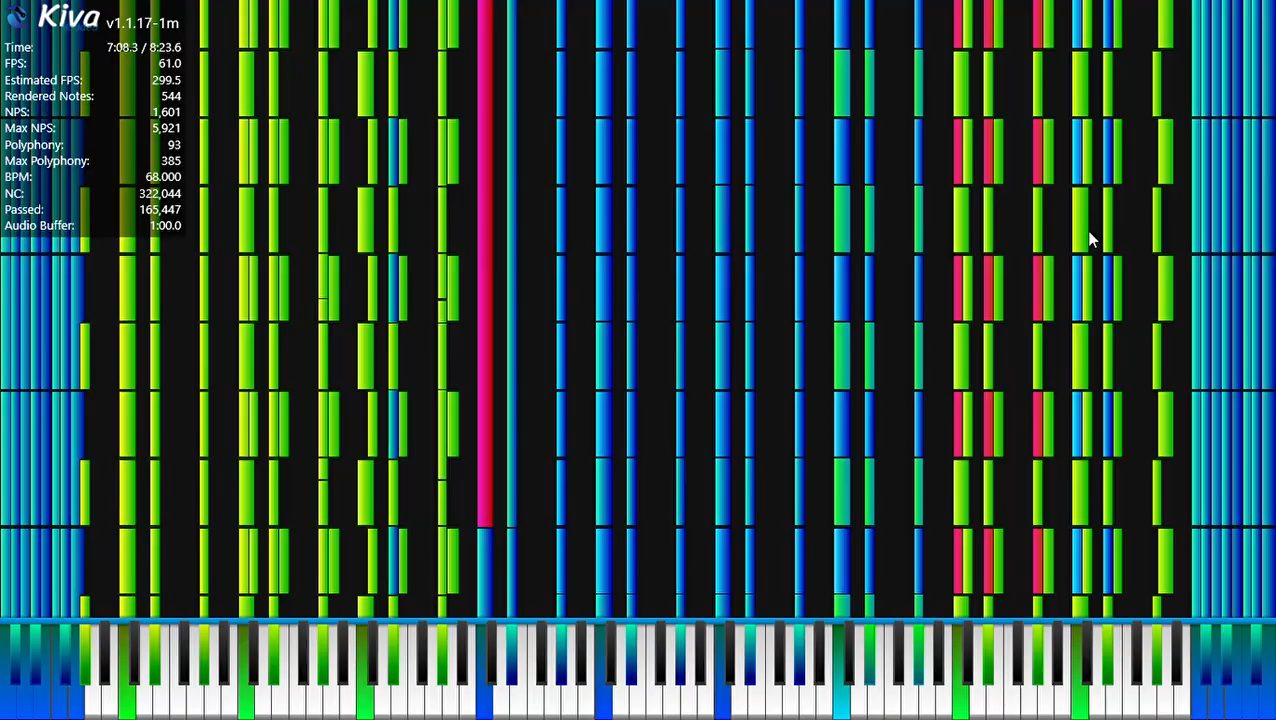 Kiva v1.1.17-1m
Time: 7:08.3 / 8:23.6
FPS: 61.0
Estimated FPS: 299.5
Rendered Notes: 544
NPS: 1,601
Max NPS: 5,921
Polyphony: 93
Max Polyphony: 385
BPM: 68.000
NC: 322,044
Passed: 165,447
Audio Buffer: 1:00.0